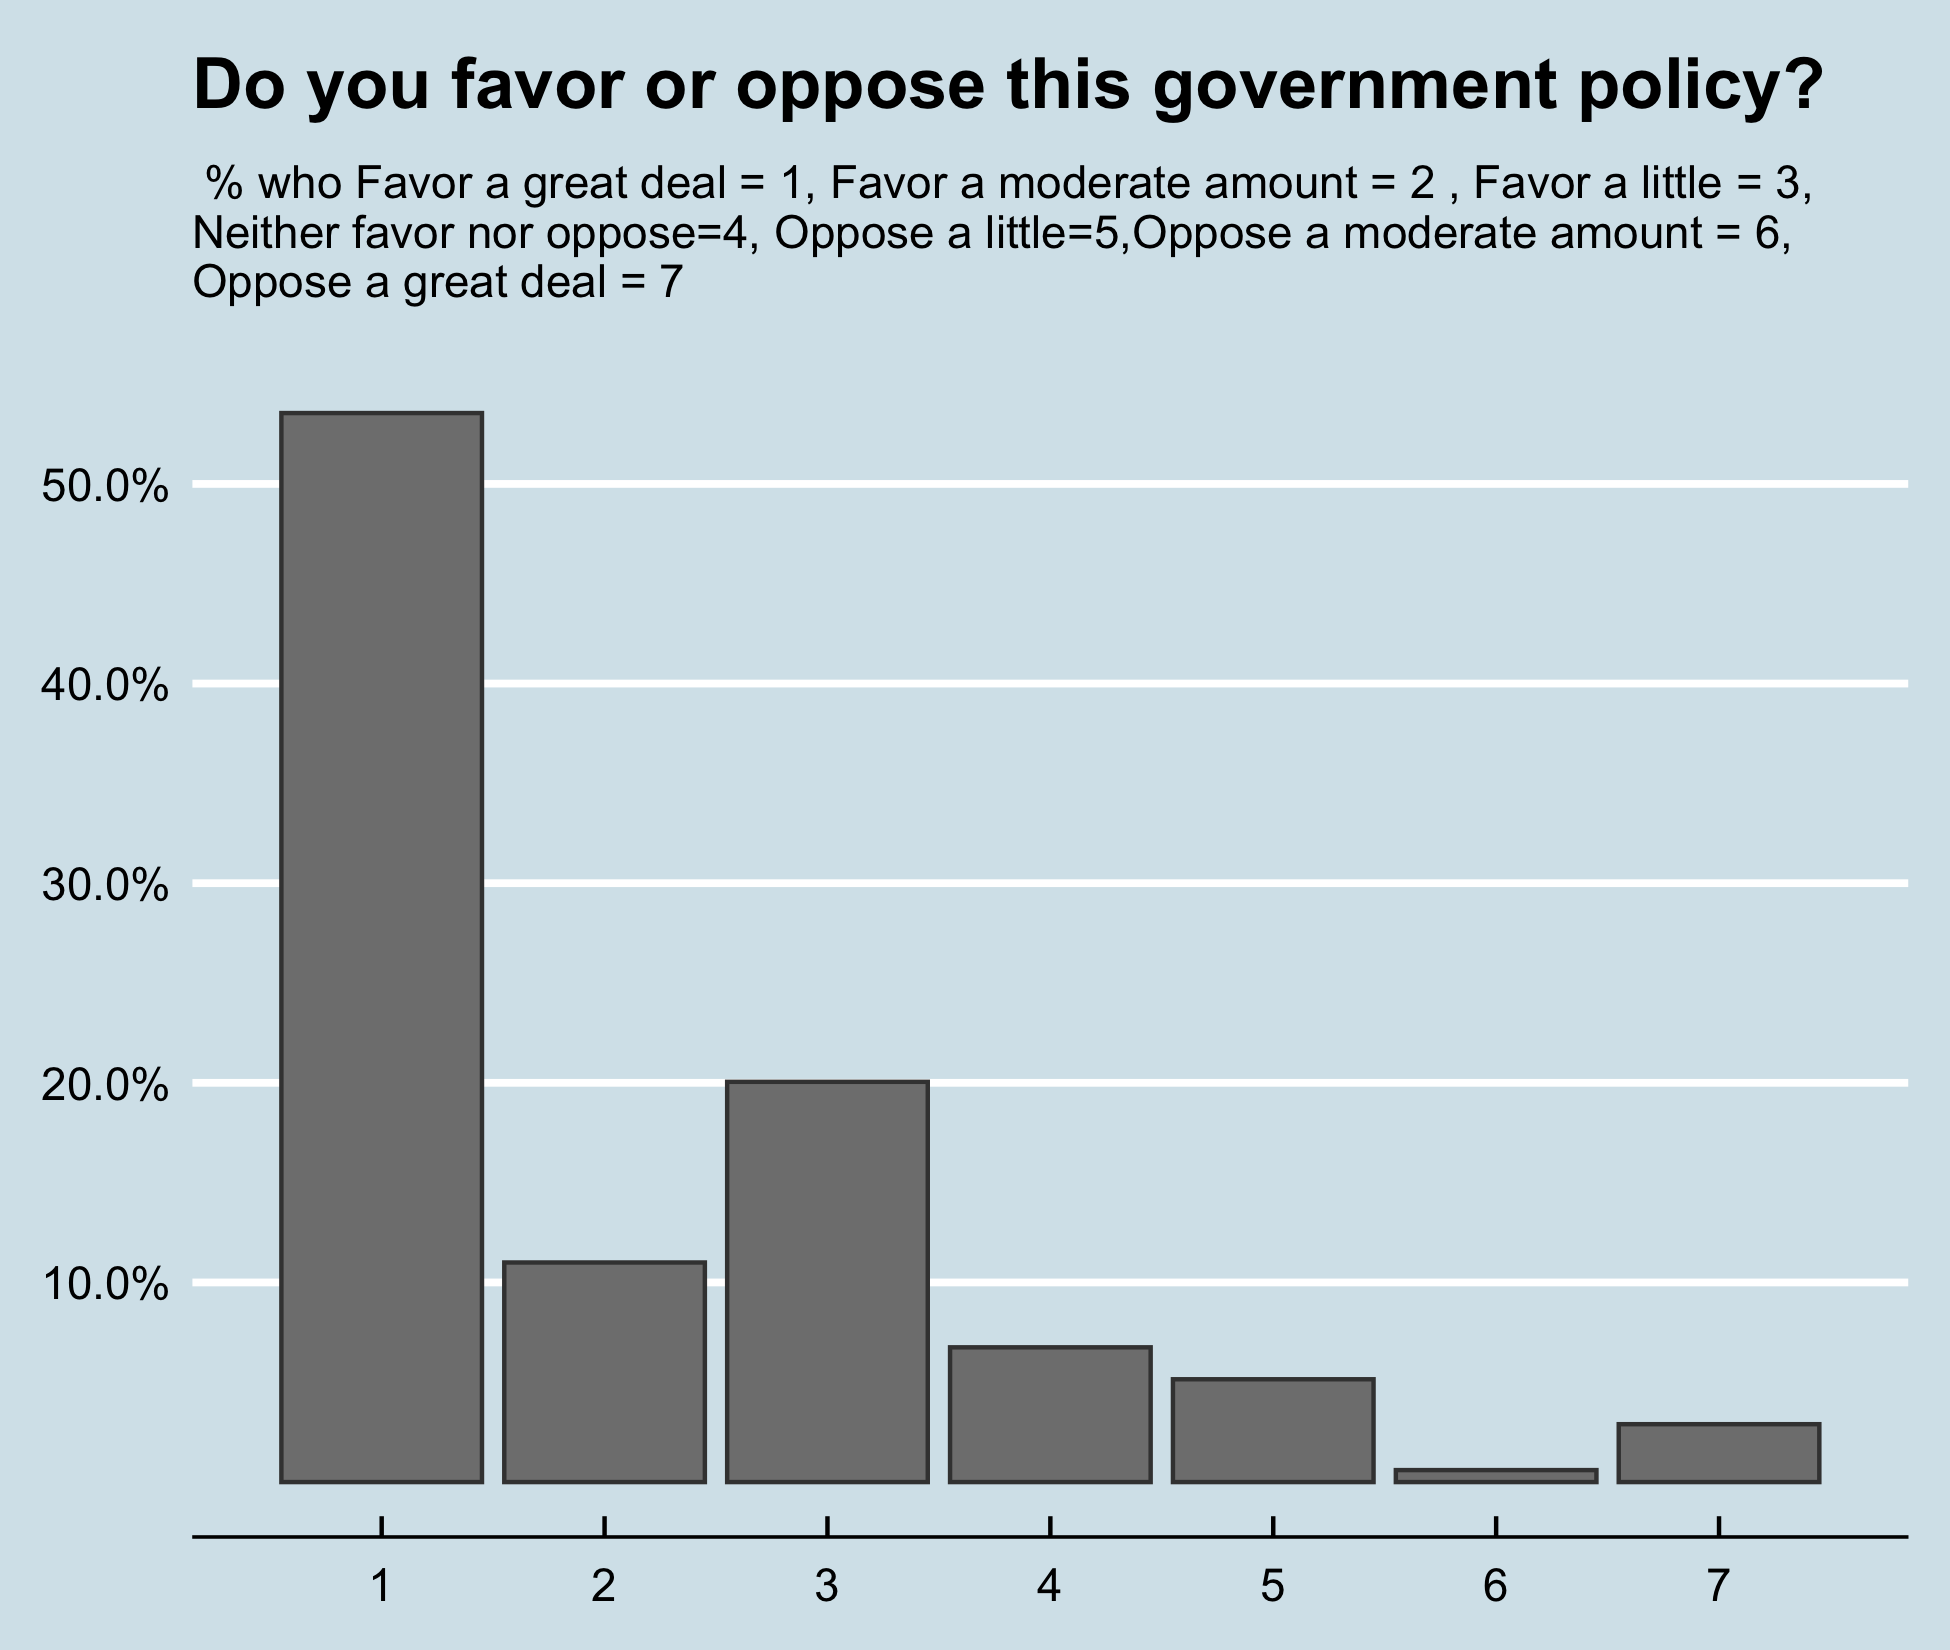 Do you favor or oppose this government policy?
% who Favor a great deal = 1, Favor a moderate amount = 2 , Favor a little = 3,
Neither favor nor oppose=4, Oppose a little=5,Oppose a moderate amount = 6,
Oppose a great deal = 7
50.0%
40.0%
30.0%
20.0%
10.0%
1 2 3 4 5 6 7